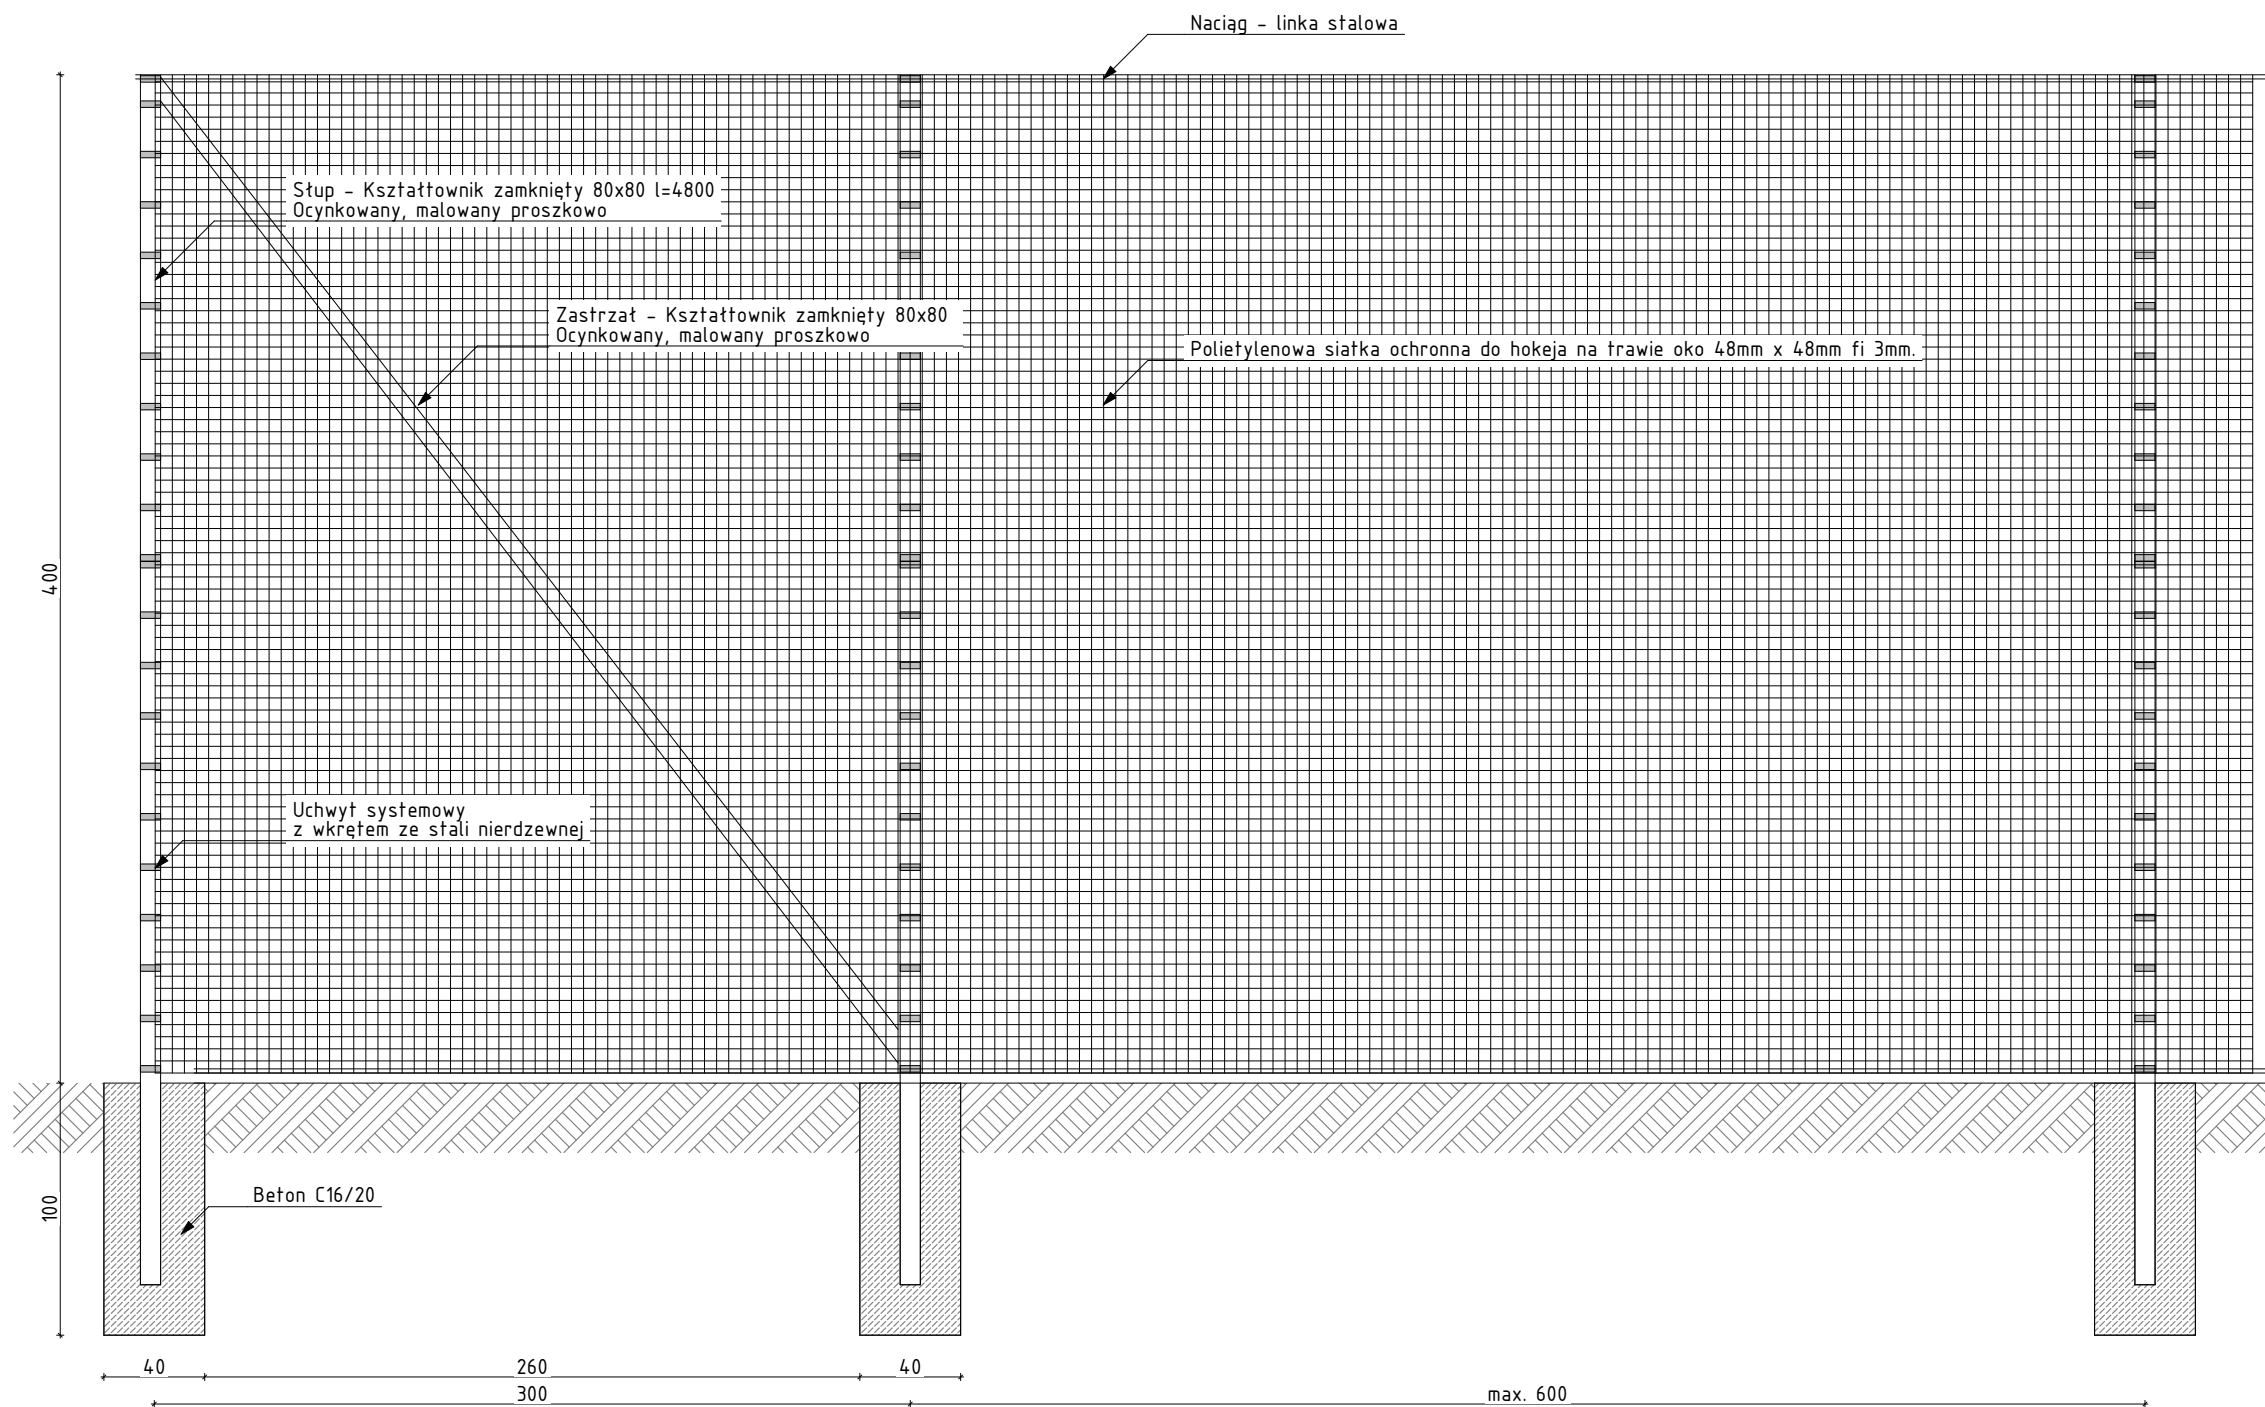 Naciąg - linka stalowa
Słup - Kształtownik zamknięty 80x80 l=4800
Ocynkowany, malowany proszkowo
Zastrzał - Kształtownik zamknięty 80x80
Ocynkowany, malowany proszkowo
Polietylenowa siatka ochronna do hokeja na trawie oko 48mm x 48mm fi 3mm.
400
Uchwyt systemowy
z wkrętem ze stali nierdzewnej
Beton C16/20
100
40
260
40
300
max. 600